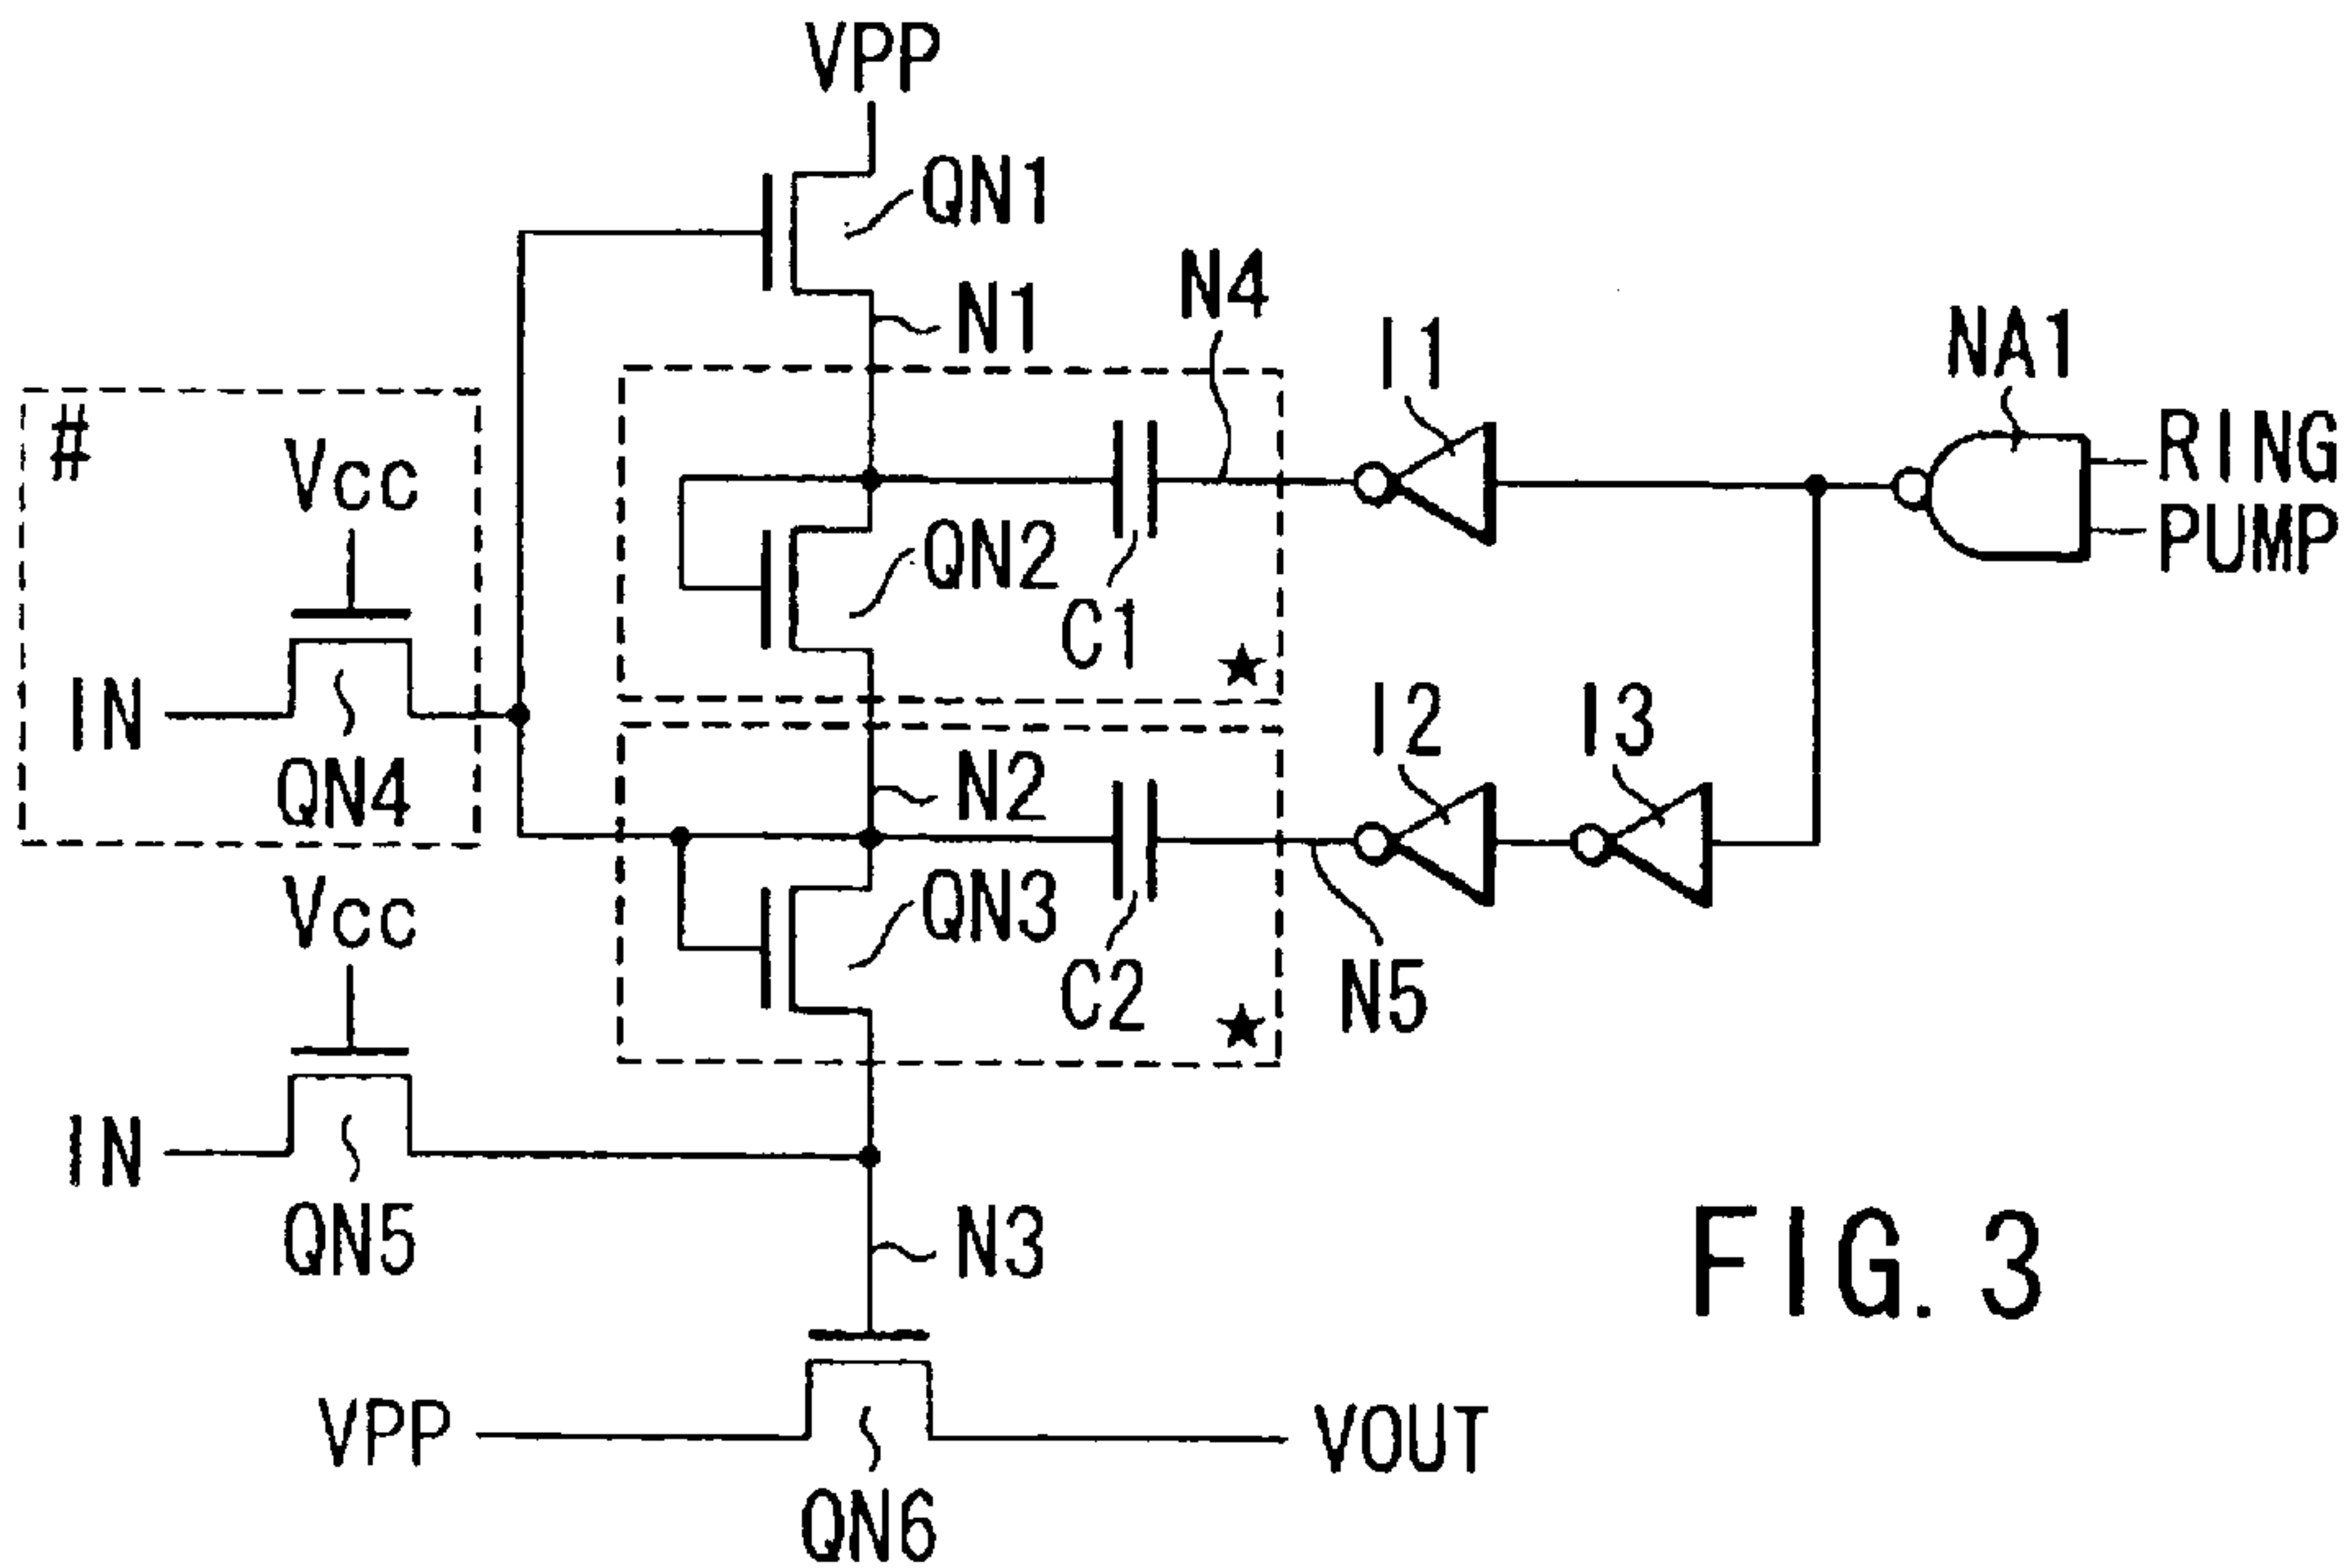 VPP
QN1
N1
N4
I1
NA1
RING
PUMP
#
Vcc
IN
QN4
QN2
C1
★
I2
I3
N2
QN3
C2
★
N5
Vcc
IN
QN5
N3
VPP
VOUT
QN6
FIG. 3